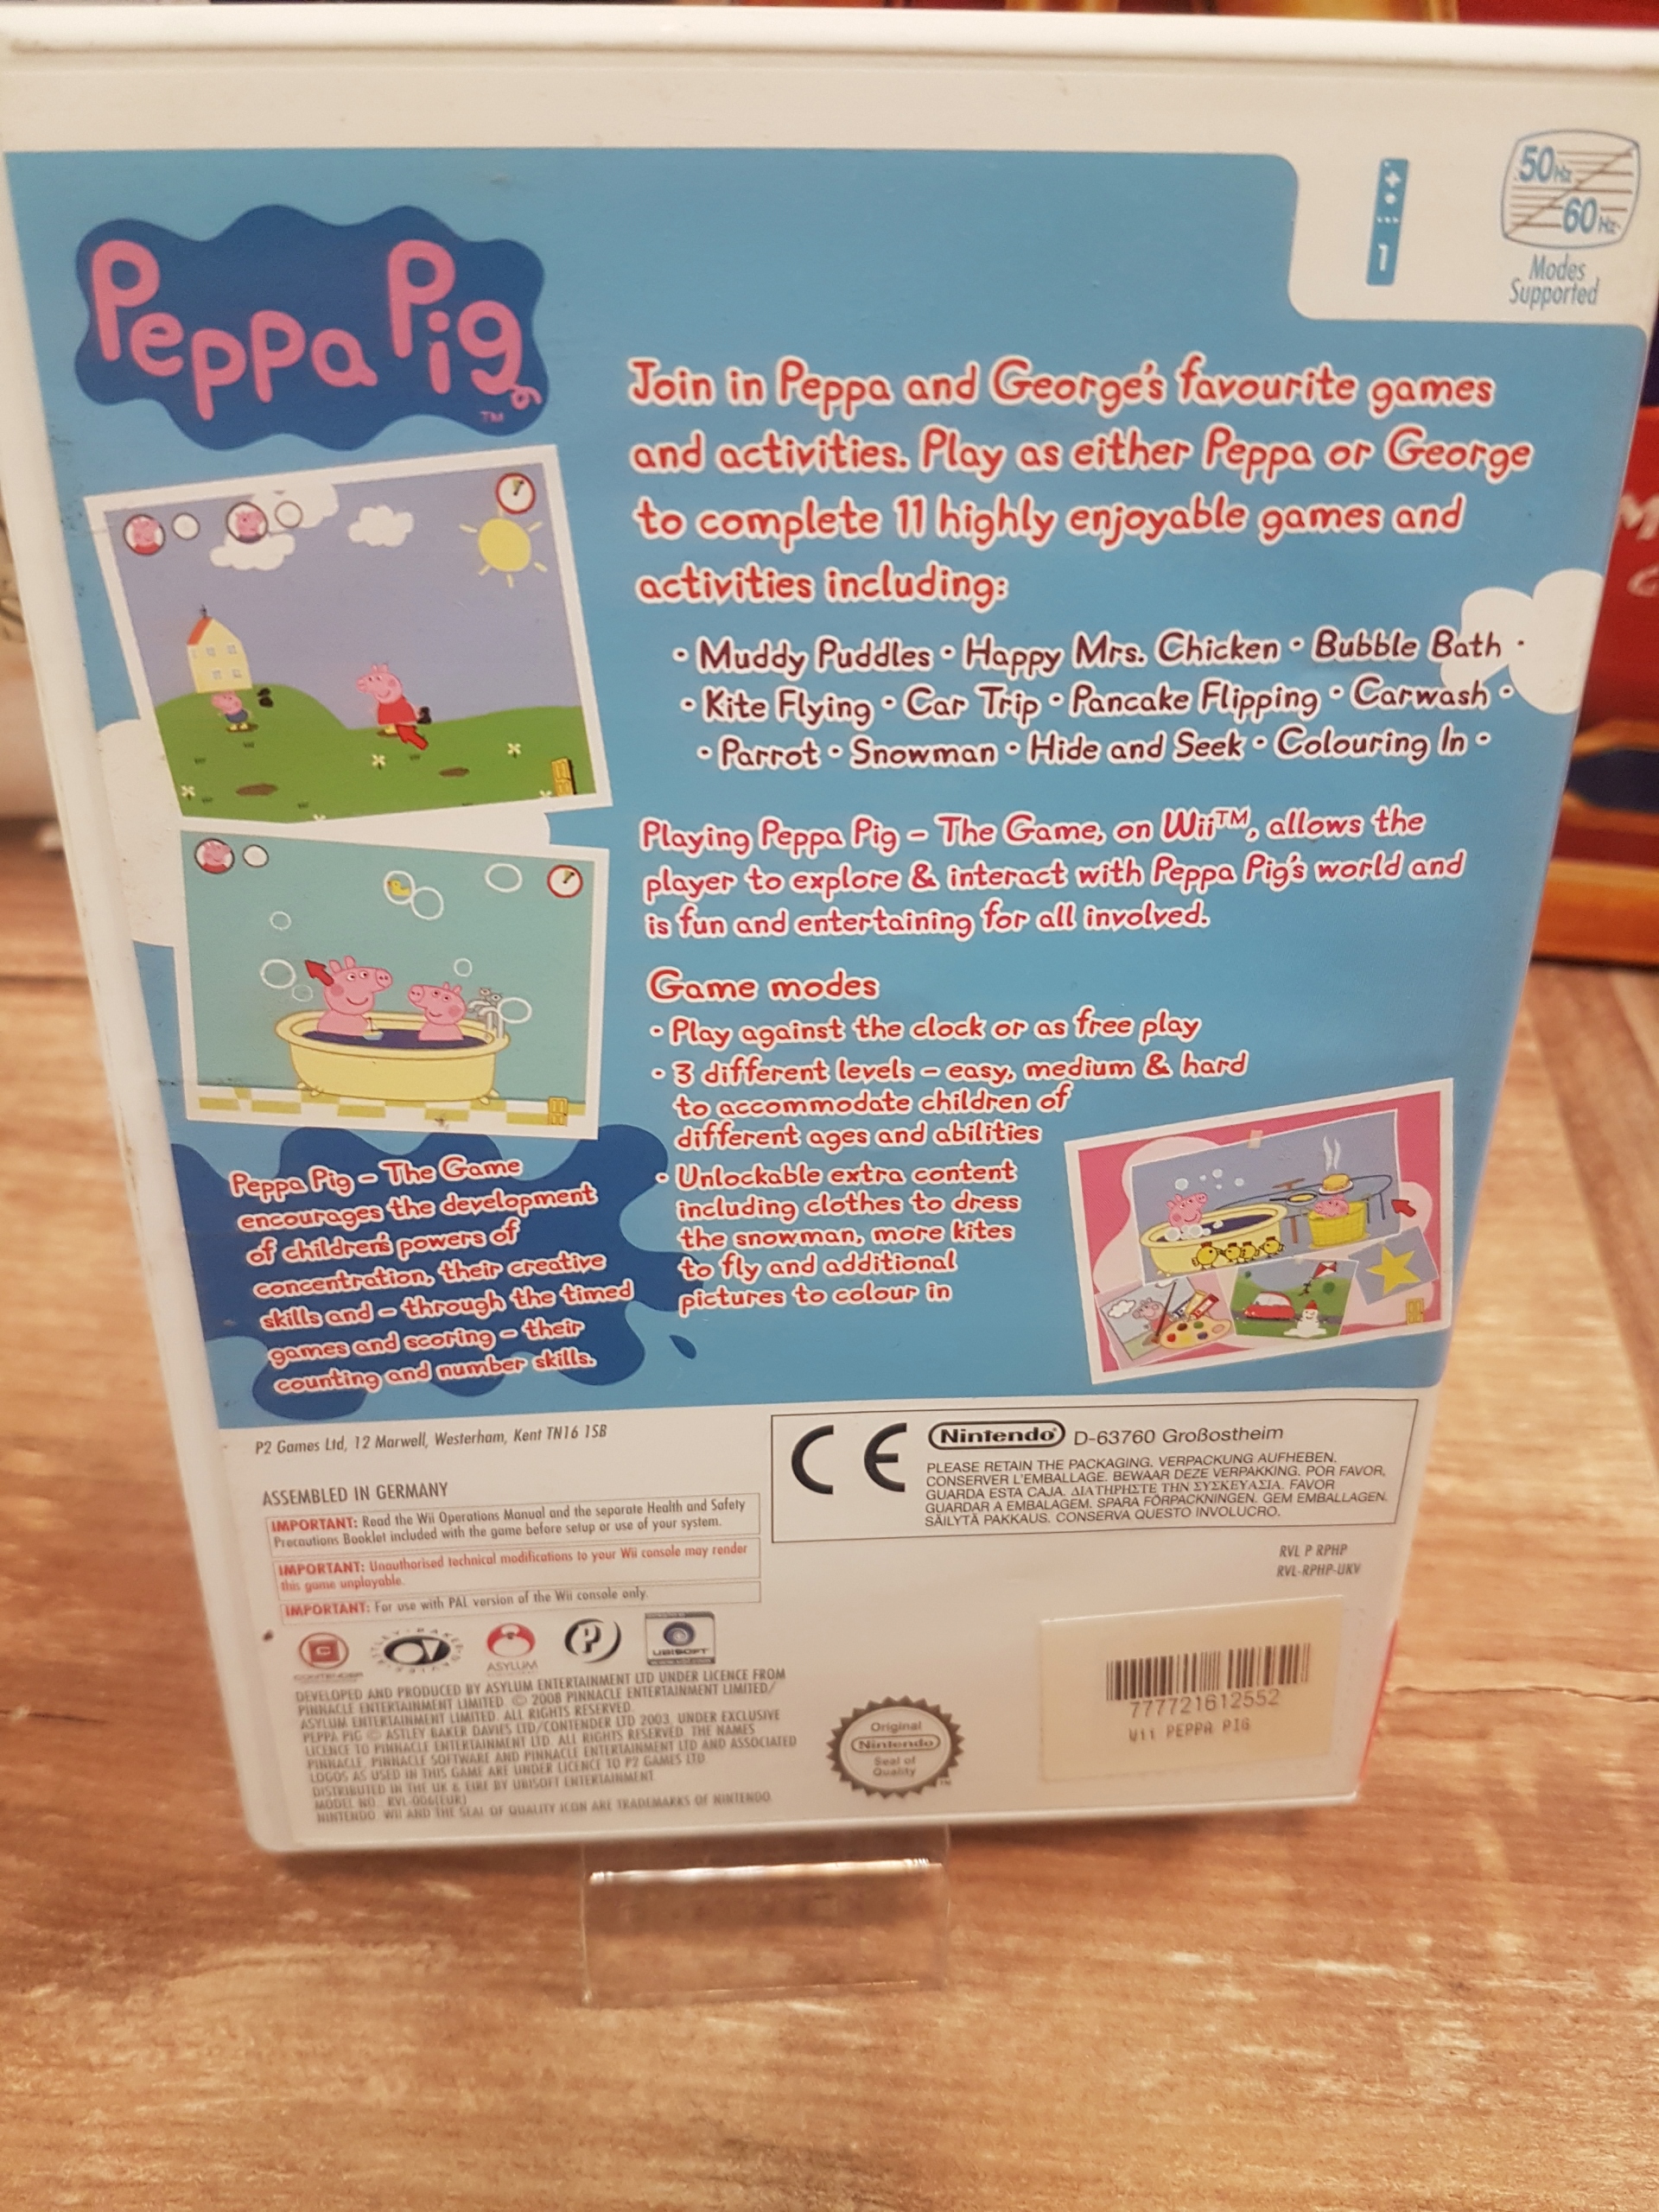 50Hz
60Hz
Modes
Supported
1
Peppa Pig
TM
Join in Peppa and George's favourite games
and activities. Play as either Peppa or George
to complete 11 highly enjoyable games and
activities including:
• Muddy Puddles • Happy Mrs. Chicken • Bubble Bath •
• Kite Flying • Car Trip • Pancake Flipping • Carwash •
• Parrot • Snowman • Hide and Seek • Colouring In •
Playing Peppa Pig – The Game, on Wii™, allows the
player to explore & interact with Peppa Pig's world and
is fun and entertaining for all involved.
Game modes
• Play against the clock or as free play
• 3 different levels – easy, medium & hard
to accommodate children of
different ages and abilities
• Unlockable extra content
including clothes to dress
the snowman, more kites
to fly and additional
pictures to colour in
Peppa Pig – The Game
encourages the development
of children's powers of
concentration, their creative
skills and – through the timed
games and scoring – their
counting and number skills.
P2 Games Ltd, 12 Marwell, Westerham, Kent TN16 1SB
ASSEMBLED IN GERMANY
IMPORTANT: Read the Wii Operations Manual and the separate Health and Safety
Precautions Booklet included with the game before setup or use of your system.
IMPORTANT: Unauthorised technical modifications to your Wii console may render
this game unplayable.
IMPORTANT: For use with PAL version of the Wii console only.
CE
Nintendo D-63760 Großostheim
PLEASE RETAIN THE PACKAGING. VERPACKUNG AUFHEBEN.
CONSERVER L'EMBALLAGE. BEWAAR DEZE VERPAKKING. POR FAVOR,
GUARDA ESTA CAJA. ΔΙΑΤΗΡΗΣΤΕ ΤΗΝ ΣΥΣΚΕΥΑΣΙΑ. FAVOR
GUARDAR A EMBALAGEM. SPARA FÖRPACKNINGEN. GEM EMBALLAGEN.
SÄILYTÄ PAKKAUS. CONSERVA QUESTO INVOLUCRO.
RVL P RPHP
RVL-RPHP-UKV
CONTENDER
ASYLUM
UBISOFT
DEVELOPED AND PRODUCED BY ASYLUM ENTERTAINMENT LTD UNDER LICENCE FROM
PINNACLE ENTERTAINMENT LIMITED. © 2008 PINNACLE ENTERTAINMENT LIMITED/
ASYLUM ENTERTAINMENT LIMITED. ALL RIGHTS RESERVED.
PEPPA PIG © ASTLEY BAKER DAVIES LTD/CONTENDER LTD 2003. UNDER EXCLUSIVE
LICENCE TO PINNACLE ENTERTAINMENT LTD. ALL RIGHTS RESERVED. THE NAMES
PINNACLE, PINNACLE SOFTWARE AND PINNACLE ENTERTAINMENT LTD AND ASSOCIATED
LOGOS AS USED IN THIS GAME ARE UNDER LICENCE TO P2 GAMES LTD.
DISTRIBUTED IN THE UK & EIRE BY UBISOFT ENTERTAINMENT
MODEL NO.: RVL-006(EUR)
NINTENDO, WII AND THE SEAL OF QUALITY ICON ARE TRADEMARKS OF NINTENDO.
Original
Nintendo
Seal of
Quality
TM
777721612552
Wii PEPPA PIG